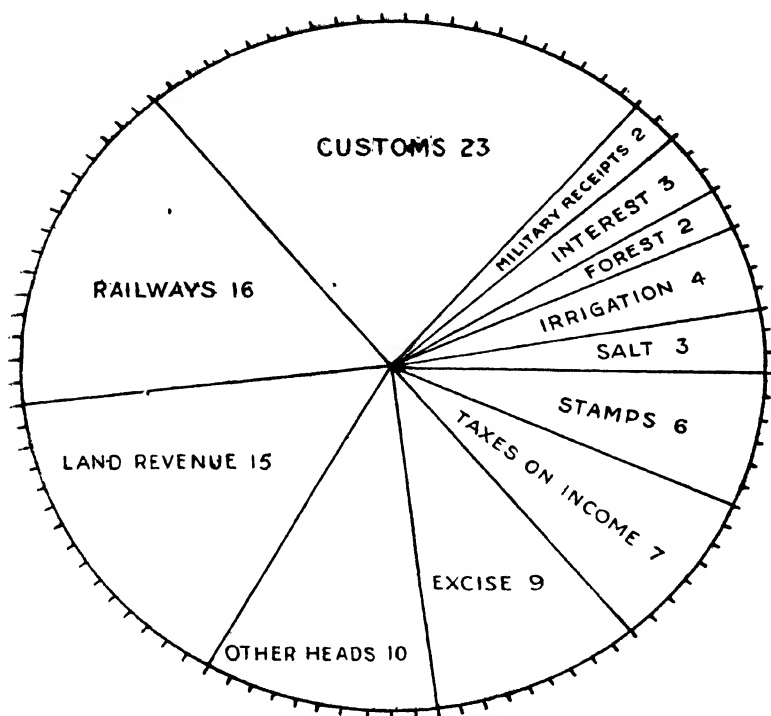 CUSTOMS 23
MILITARY RECEIPTS 2
INTEREST 3
FOREST 2
IRRIGATION 4
SALT 3
STAMPS 6
TAXES ON INCOME 7
EXCISE 9
OTHER HEADS 10
LAND REVENUE 15
RAILWAYS 16